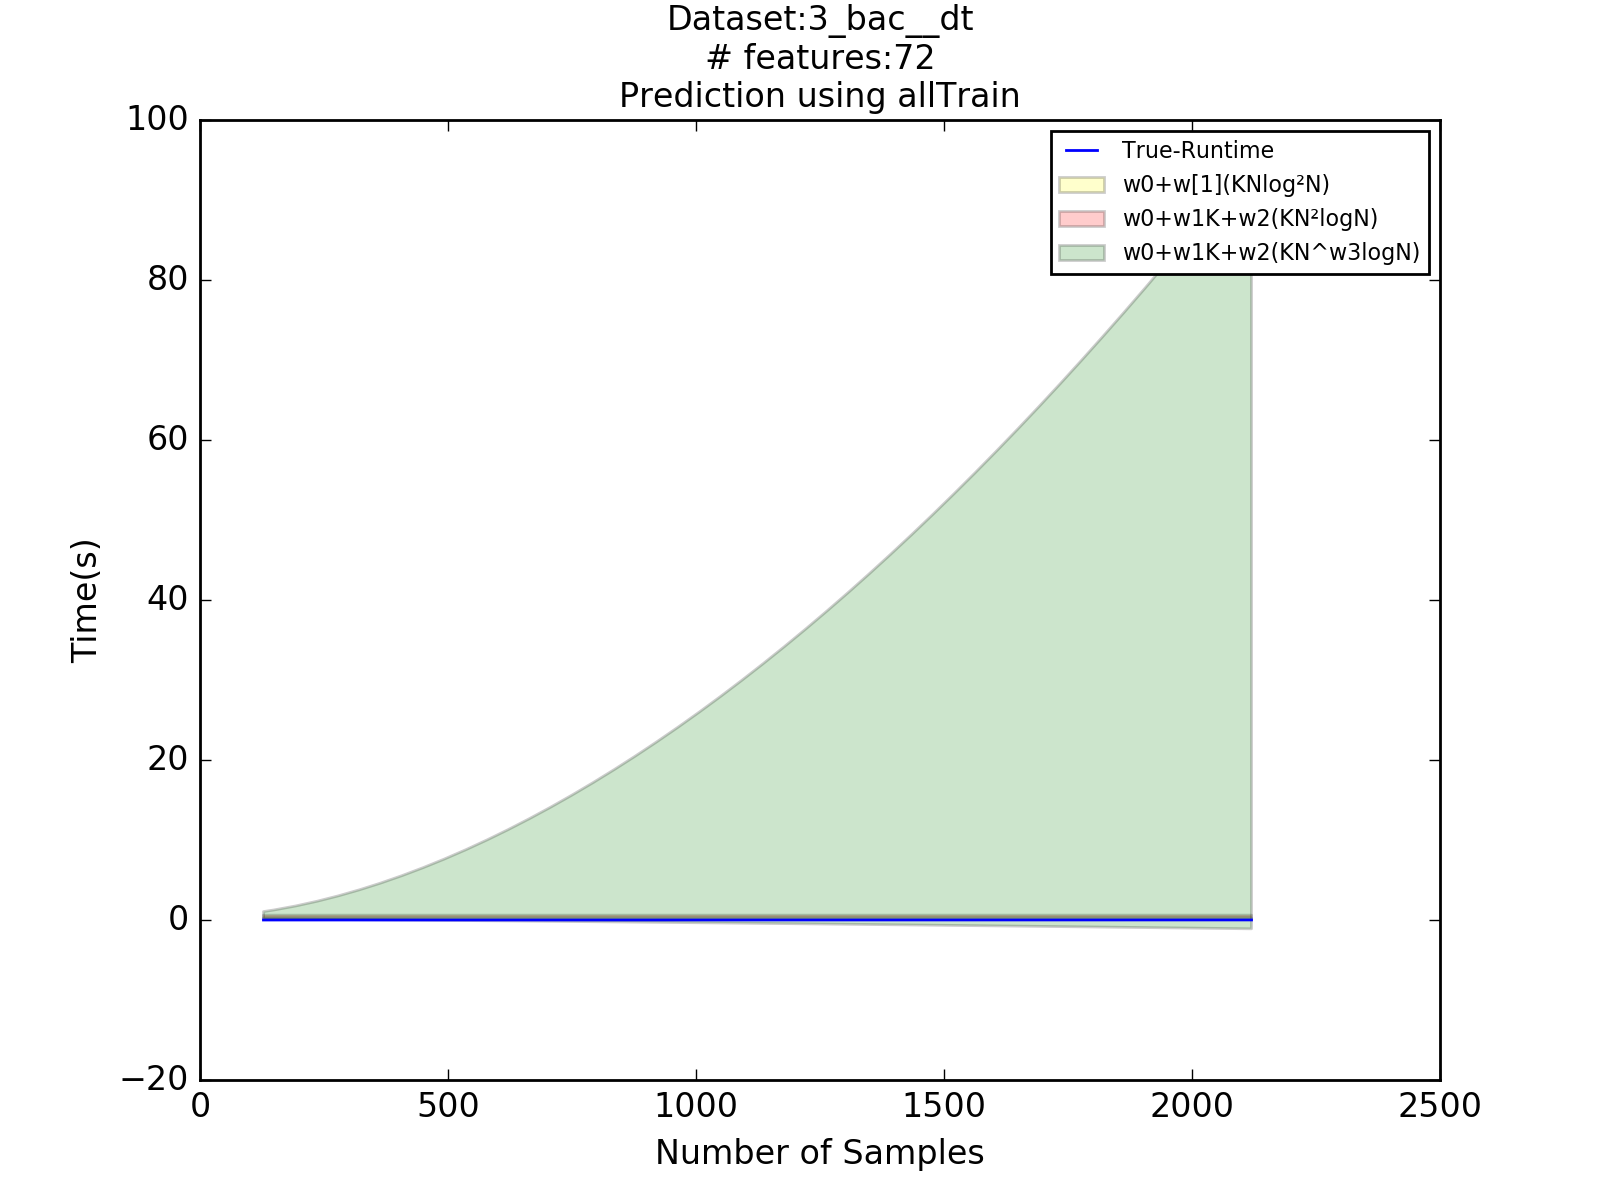 Dataset:3_bac__dt
# features:72
Prediction using allTrain
100
80
60
40
20
0
−20
Time(s)
True-Runtime
w0+w[1](KNlog²N)
w0+w1K+w2(KN²logN)
w0+w1K+w2(KN^w3logN)
0 500 1000 1500 2000 2500
Number of Samples